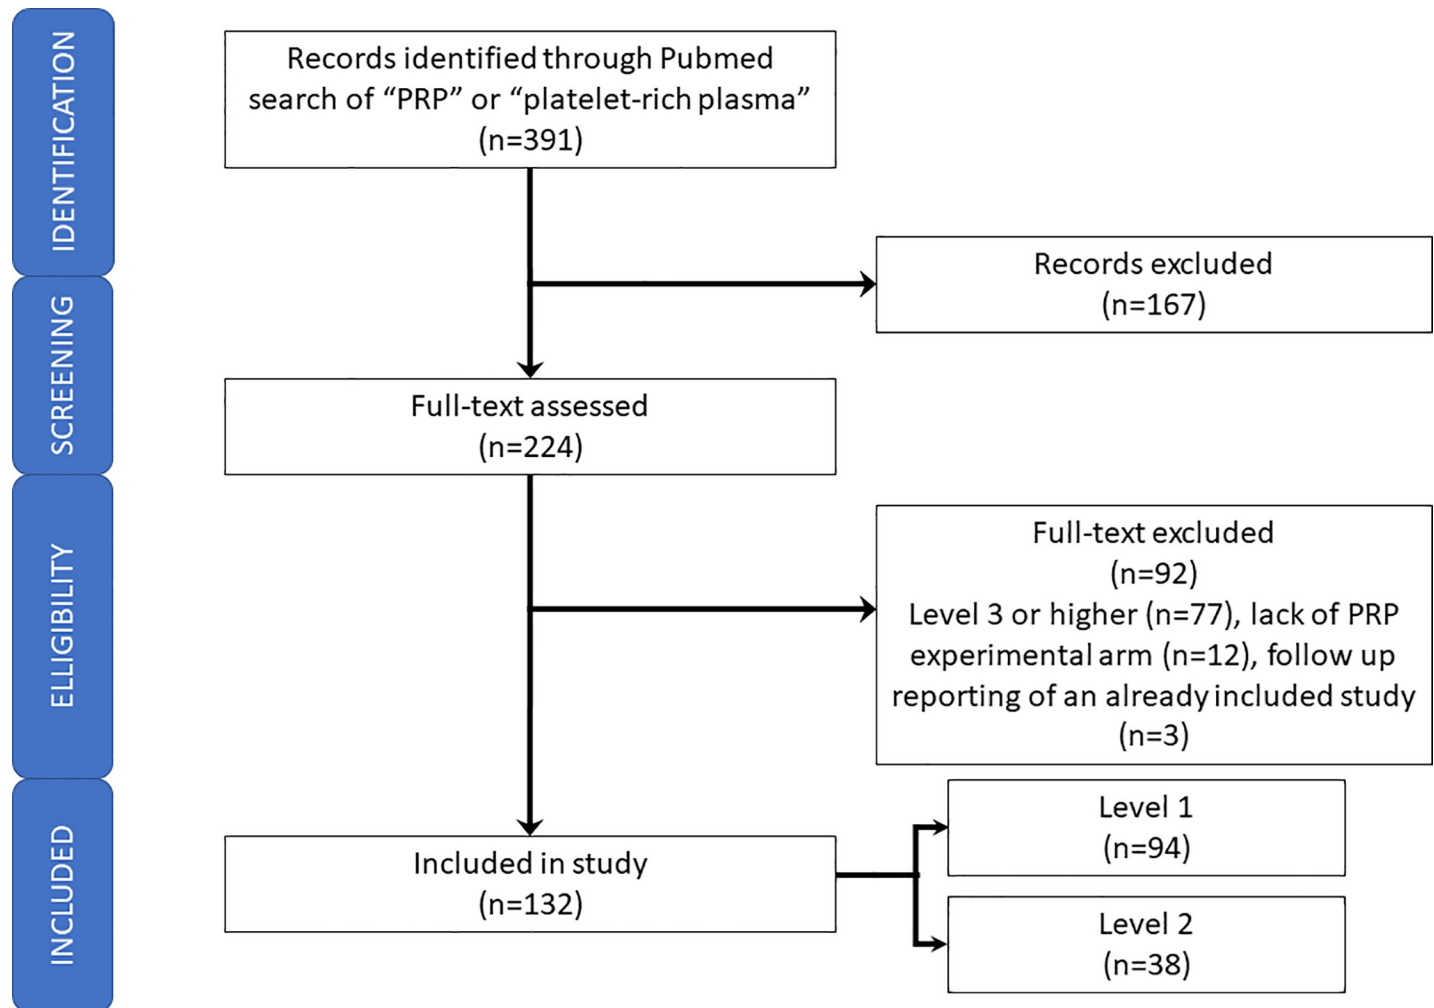 IDENTIFICATION
Records identified through Pubmed
search of “PRP” or “platelet-rich plasma”
(n=391)
Records excluded
(n=167)
SCREENING
Full-text assessed
(n=224)
ELLIGIBILITY
Full-text excluded
(n=92)
Level 3 or higher (n=77), lack of PRP
experimental arm (n=12), follow up
reporting of an already included study
(n=3)
INCLUDED
Included in study
(n=132)
Level 1
(n=94)
Level 2
(n=38)